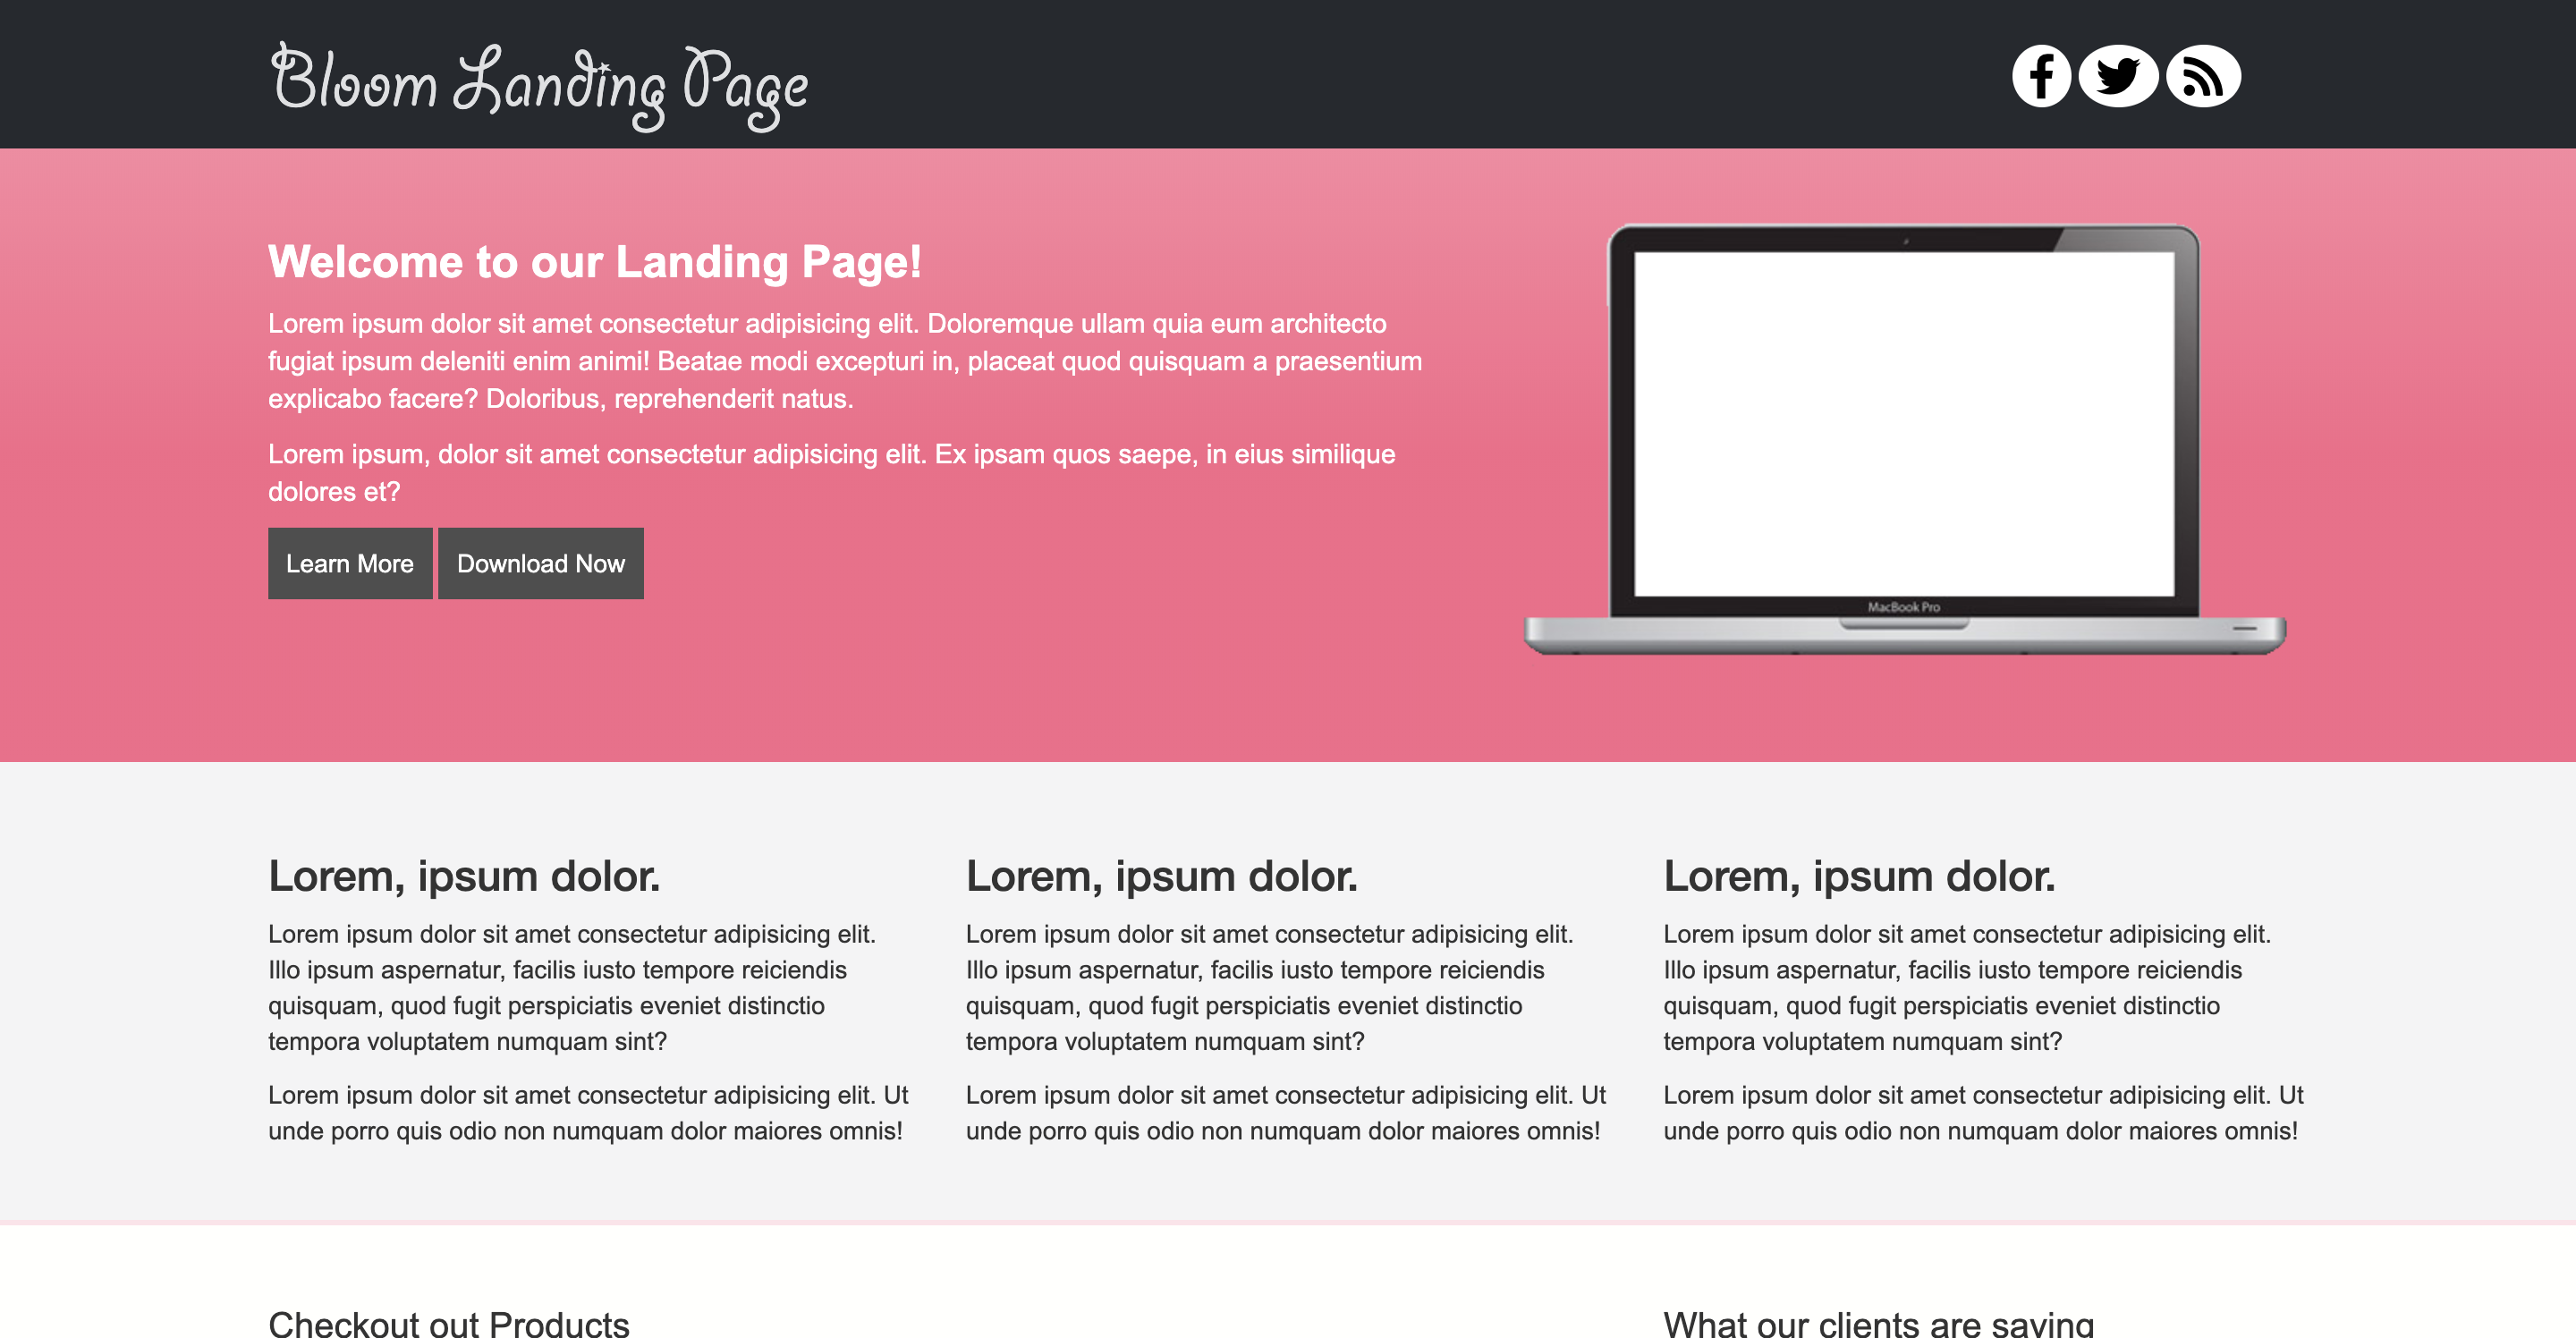 Bloom Landing Page
Welcome to our Landing Page!
Lorem ipsum dolor sit amet consectetur adipisicing elit. Doloremque ullam quia eum architecto
fugiat ipsum deleniti enim animi! Beatae modi excepturi in, placeat quod quisquam a praesentium
explicabo facere? Doloribus, reprehenderit natus.
Lorem ipsum, dolor sit amet consectetur adipisicing elit. Ex ipsam quos saepe, in eius similique
dolores et?
Learn More
Download Now
MacBook Pro
Lorem, ipsum dolor.
Lorem ipsum dolor sit amet consectetur adipisicing elit.
Illo ipsum aspernatur, facilis iusto tempore reiciendis
quisquam, quod fugit perspiciatis eveniet distinctio
tempora voluptatem numquam sint?
Lorem ipsum dolor sit amet consectetur adipisicing elit. Ut
unde porro quis odio non numquam dolor maiores omnis!
Lorem, ipsum dolor.
Lorem ipsum dolor sit amet consectetur adipisicing elit.
Illo ipsum aspernatur, facilis iusto tempore reiciendis
quisquam, quod fugit perspiciatis eveniet distinctio
tempora voluptatem numquam sint?
Lorem ipsum dolor sit amet consectetur adipisicing elit. Ut
unde porro quis odio non numquam dolor maiores omnis!
Lorem, ipsum dolor.
Lorem ipsum dolor sit amet consectetur adipisicing elit.
Illo ipsum aspernatur, facilis iusto tempore reiciendis
quisquam, quod fugit perspiciatis eveniet distinctio
tempora voluptatem numquam sint?
Lorem ipsum dolor sit amet consectetur adipisicing elit. Ut
unde porro quis odio non numquam dolor maiores omnis!
Checkout out Products
What our clients are saying